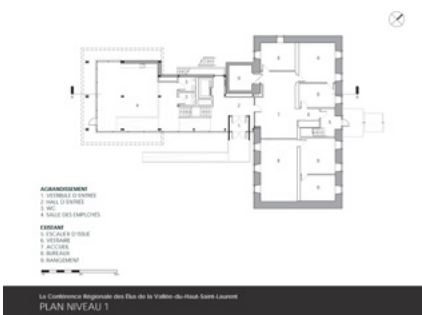 AGRANDISSEMENT
1. VESTIBULE D'ENTRÉE
2. HALL D'ENTRÉE
3. WC
4. SALLE DES EMPLOYÉS
EXISTANT
5. ESCALIER D'ISSUE
6. VESTIAIRE
7. ACCUEIL
8. BUREAUX
9. RANGEMENT
La Conférence Régionale des Élus de la Vallée-du-Haut-Saint-Laurent
PLAN NIVEAU 1